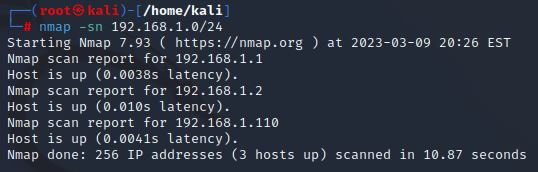 ┌──(root㉿kali)-[/home/kali]
└─# nmap -sn 192.168.1.0/24
Starting Nmap 7.93 ( https://nmap.org ) at 2023-03-09 20:26 EST
Nmap scan report for 192.168.1.1
Host is up (0.0038s latency).
Nmap scan report for 192.168.1.2
Host is up (0.010s latency).
Nmap scan report for 192.168.1.110
Host is up (0.0041s latency).
Nmap done: 256 IP addresses (3 hosts up) scanned in 10.87 seconds